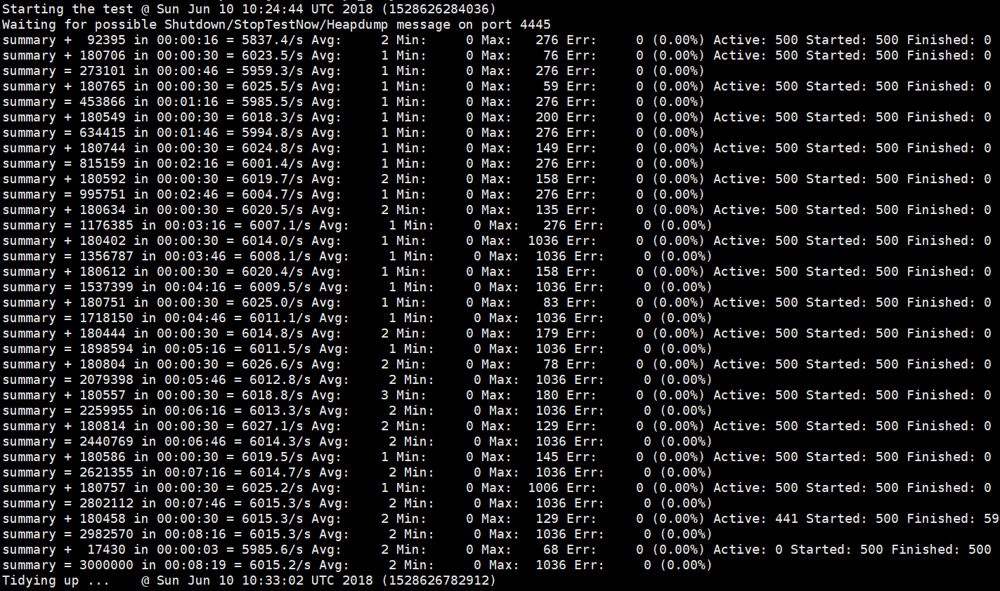 Starting the test @ Sun Jun 10 10:24:44 UTC 2018 (1528626284036)
Waiting for possible Shutdown/StopTestNow/Heapdump message on port 4445
summary +  92395 in 00:00:16 = 5837.4/s Avg:     2 Min:     0 Max:   276 Err:     0 (0.00%) Active: 500 Started: 500 Finished: 0
summary + 180706 in 00:00:30 = 6023.5/s Avg:     1 Min:     0 Max:    76 Err:     0 (0.00%) Active: 500 Started: 500 Finished: 0
summary = 273101 in 00:00:46 = 5959.3/s Avg:     1 Min:     0 Max:   276 Err:     0 (0.00%)
summary + 180765 in 00:00:30 = 6025.5/s Avg:     1 Min:     0 Max:    59 Err:     0 (0.00%) Active: 500 Started: 500 Finished: 0
summary = 453866 in 00:01:16 = 5985.5/s Avg:     1 Min:     0 Max:   276 Err:     0 (0.00%)
summary + 180549 in 00:00:30 = 6018.3/s Avg:     1 Min:     0 Max:   200 Err:     0 (0.00%) Active: 500 Started: 500 Finished: 0
summary = 634415 in 00:01:46 = 5994.8/s Avg:     1 Min:     0 Max:   276 Err:     0 (0.00%)
summary + 180744 in 00:00:30 = 6024.8/s Avg:     1 Min:     0 Max:   149 Err:     0 (0.00%) Active: 500 Started: 500 Finished: 0
summary = 815159 in 00:02:16 = 6001.4/s Avg:     1 Min:     0 Max:   276 Err:     0 (0.00%)
summary + 180592 in 00:00:30 = 6019.7/s Avg:     2 Min:     0 Max:   158 Err:     0 (0.00%) Active: 500 Started: 500 Finished: 0
summary = 995751 in 00:02:46 = 6004.7/s Avg:     1 Min:     0 Max:   276 Err:     0 (0.00%)
summary + 180634 in 00:00:30 = 6020.5/s Avg:     2 Min:     0 Max:   135 Err:     0 (0.00%) Active: 500 Started: 500 Finished: 0
summary = 1176385 in 00:03:16 = 6007.1/s Avg:     1 Min:     0 Max:   276 Err:     0 (0.00%)
summary + 180402 in 00:00:30 = 6014.0/s Avg:     1 Min:     0 Max:  1036 Err:     0 (0.00%) Active: 500 Started: 500 Finished: 0
summary = 1356787 in 00:03:46 = 6008.1/s Avg:     1 Min:     0 Max:  1036 Err:     0 (0.00%)
summary + 180612 in 00:00:30 = 6020.4/s Avg:     1 Min:     0 Max:   158 Err:     0 (0.00%) Active: 500 Started: 500 Finished: 0
summary = 1537399 in 00:04:16 = 6009.5/s Avg:     1 Min:     0 Max:  1036 Err:     0 (0.00%)
summary + 180751 in 00:00:30 = 6025.0/s Avg:     1 Min:     0 Max:    83 Err:     0 (0.00%) Active: 500 Started: 500 Finished: 0
summary = 1718150 in 00:04:46 = 6011.1/s Avg:     1 Min:     0 Max:  1036 Err:     0 (0.00%)
summary + 180444 in 00:00:30 = 6014.8/s Avg:     2 Min:     0 Max:   179 Err:     0 (0.00%) Active: 500 Started: 500 Finished: 0
summary = 1898594 in 00:05:16 = 6011.5/s Avg:     1 Min:     0 Max:  1036 Err:     0 (0.00%)
summary + 180804 in 00:00:30 = 6026.6/s Avg:     2 Min:     0 Max:    78 Err:     0 (0.00%) Active: 500 Started: 500 Finished: 0
summary = 2079398 in 00:05:46 = 6012.8/s Avg:     2 Min:     0 Max:  1036 Err:     0 (0.00%)
summary + 180557 in 00:00:30 = 6018.8/s Avg:     3 Min:     0 Max:   180 Err:     0 (0.00%) Active: 500 Started: 500 Finished: 0
summary = 2259955 in 00:06:16 = 6013.3/s Avg:     2 Min:     0 Max:  1036 Err:     0 (0.00%)
summary + 180814 in 00:00:30 = 6027.1/s Avg:     2 Min:     0 Max:   129 Err:     0 (0.00%) Active: 500 Started: 500 Finished: 0
summary = 2440769 in 00:06:46 = 6014.3/s Avg:     2 Min:     0 Max:  1036 Err:     0 (0.00%)
summary + 180586 in 00:00:30 = 6019.5/s Avg:     1 Min:     0 Max:   145 Err:     0 (0.00%) Active: 500 Started: 500 Finished: 0
summary = 2621355 in 00:07:16 = 6014.7/s Avg:     2 Min:     0 Max:  1036 Err:     0 (0.00%)
summary + 180757 in 00:00:30 = 6025.2/s Avg:     1 Min:     0 Max:  1006 Err:     0 (0.00%) Active: 500 Started: 500 Finished: 0
summary = 2802112 in 00:07:46 = 6015.3/s Avg:     2 Min:     0 Max:  1036 Err:     0 (0.00%)
summary + 180458 in 00:00:30 = 6015.3/s Avg:     2 Min:     0 Max:   129 Err:     0 (0.00%) Active: 441 Started: 500 Finished: 59
summary = 2982570 in 00:08:16 = 6015.3/s Avg:     2 Min:     0 Max:  1036 Err:     0 (0.00%)
summary +  17430 in 00:00:03 = 5985.6/s Avg:     2 Min:     0 Max:    68 Err:     0 (0.00%) Active: 0 Started: 500 Finished: 500
summary = 3000000 in 00:08:19 = 6015.2/s Avg:     2 Min:     0 Max:  1036 Err:     0 (0.00%)
Tidying up ...    @ Sun Jun 10 10:33:02 UTC 2018 (1528626782912)